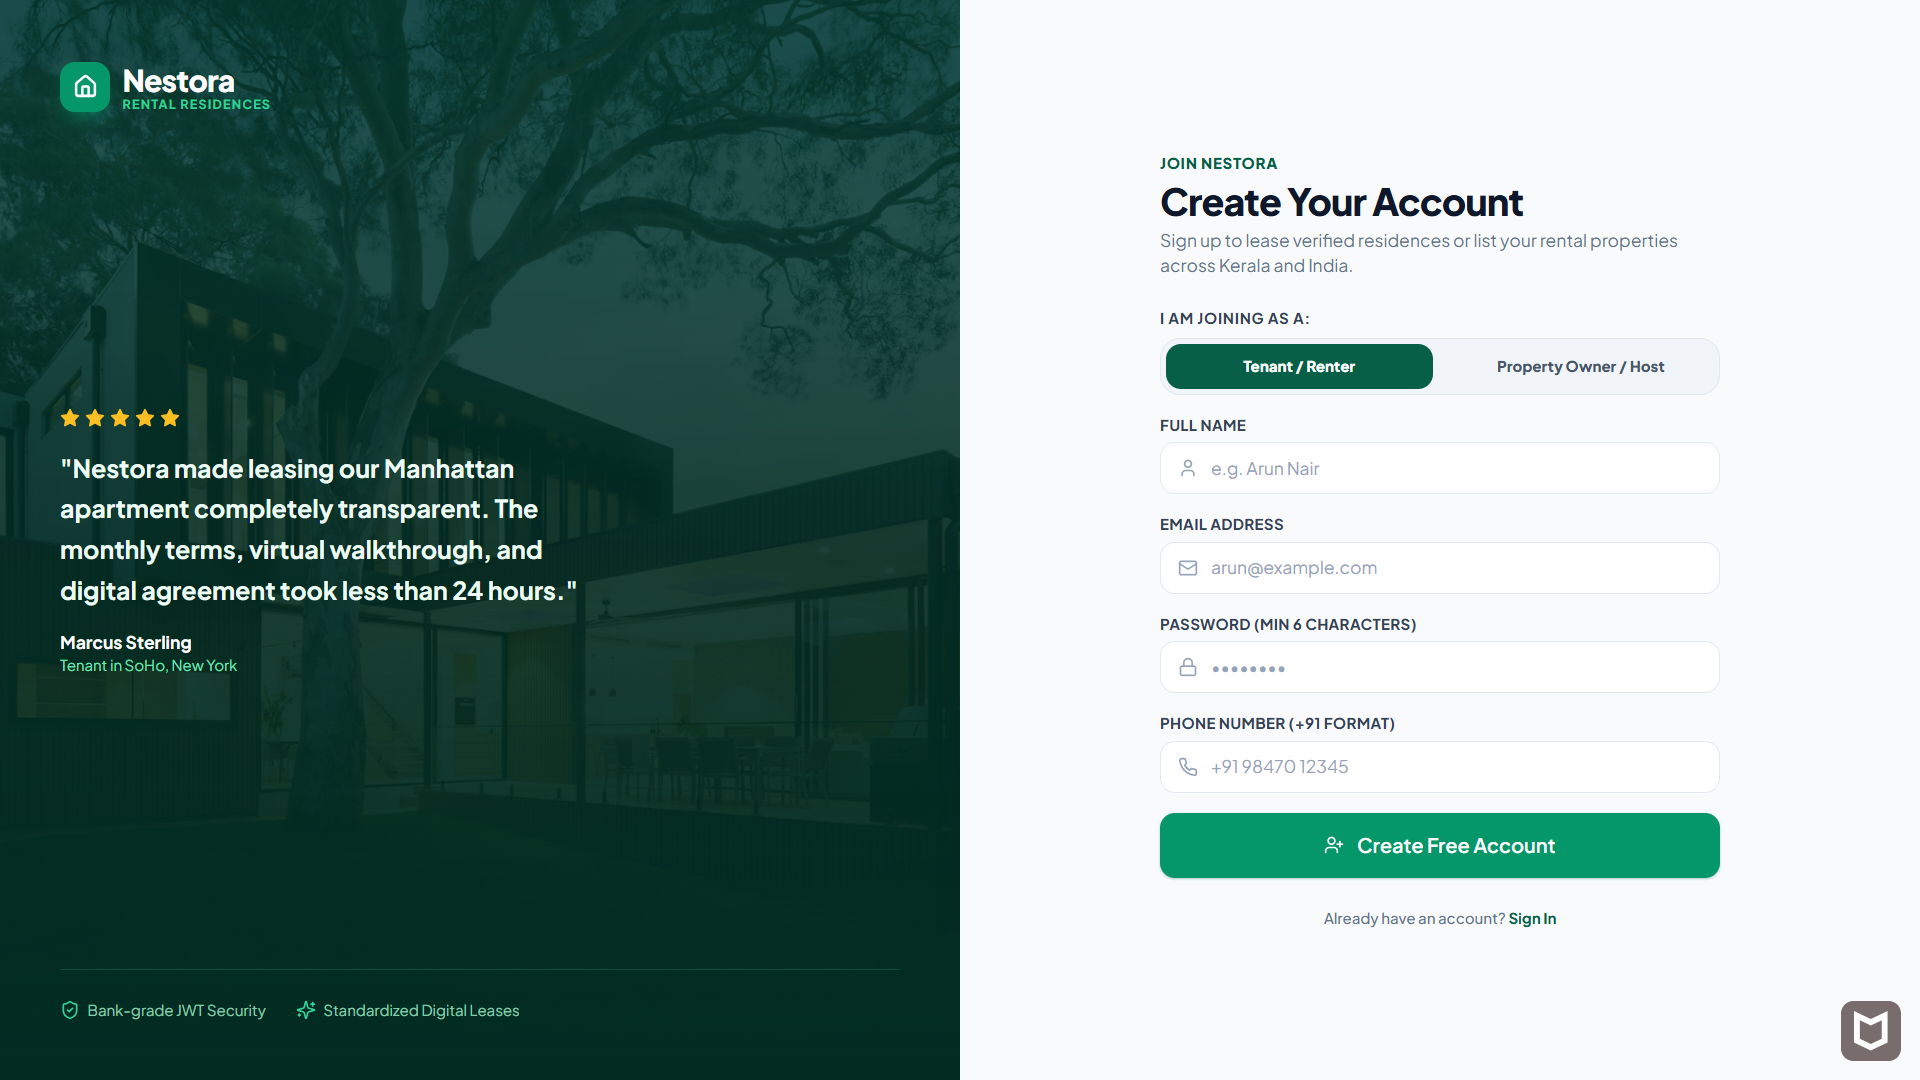 Nestora
RENTAL RESIDENCES
"Nestora made leasing our Manhattan
apartment completely transparent. The
monthly terms, virtual walkthrough, and
digital agreement took less than 24 hours."
Marcus Sterling
Tenant in SoHo, New York
Bank-grade JWT Security
Standardized Digital Leases
JOIN NESTORA
Create Your Account
Sign up to lease verified residences or list your rental properties
across Kerala and India.
I AM JOINING AS A:
Tenant / Renter
Property Owner / Host
FULL NAME
e.g. Arun Nair
EMAIL ADDRESS
arun@example.com
PASSWORD (MIN 6 CHARACTERS)
••••••••
PHONE NUMBER (+91 FORMAT)
+91 98470 12345
Create Free Account
Already have an account? Sign In